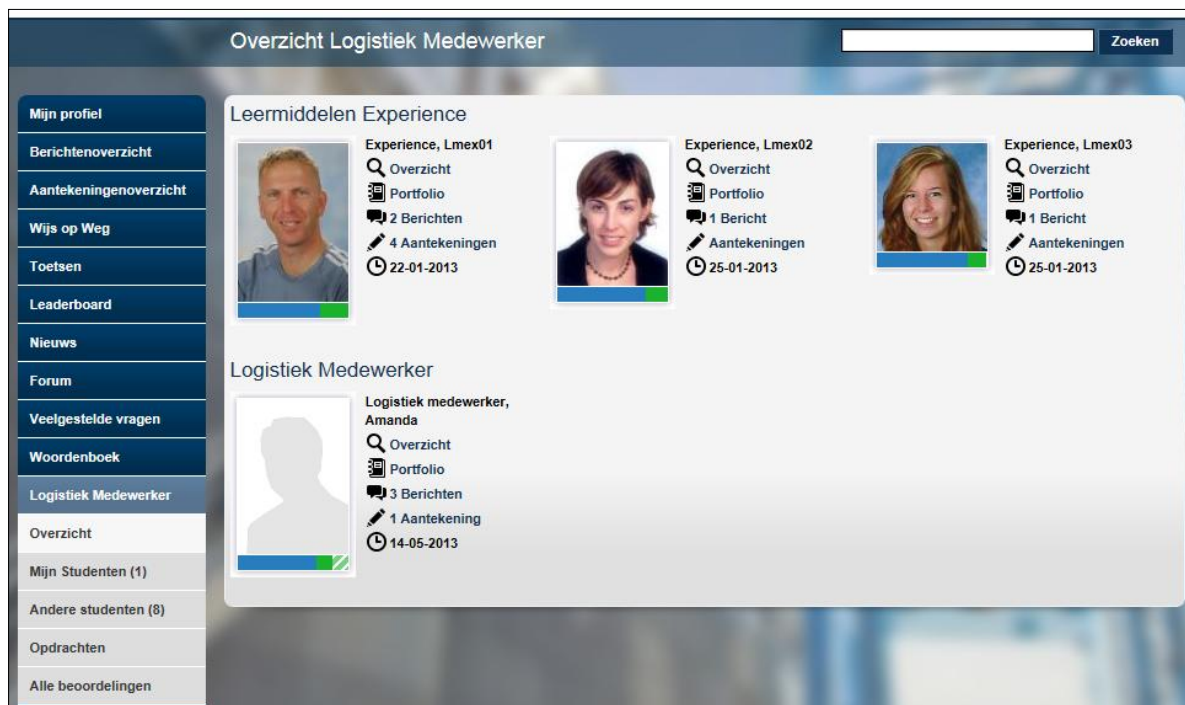 Overzicht Logistiek Medewerker
Zoeken
Mijn profiel
Berichtenoverzicht
Aantekeningenoverzicht
Wijs op Weg
Toetsen
Leaderboard
Nieuws
Forum
Veelgestelde vragen
Woordenboek
Logistiek Medewerker
Overzicht
Mijn Studenten (1)
Andere studenten (8)
Opdrachten
Alle beoordelingen
Leermiddelen Experience
Experience, Lmex01
Overzicht
Portfolio
2 Berichten
4 Aantekeningen
22-01-2013
Experience, Lmex02
Overzicht
Portfolio
1 Bericht
Aantekeningen
25-01-2013
Experience, Lmex03
Overzicht
Portfolio
1 Bericht
Aantekeningen
25-01-2013
Logistiek Medewerker
Logistiek medewerker,
Amanda
Overzicht
Portfolio
3 Berichten
1 Aantekening
14-05-2013